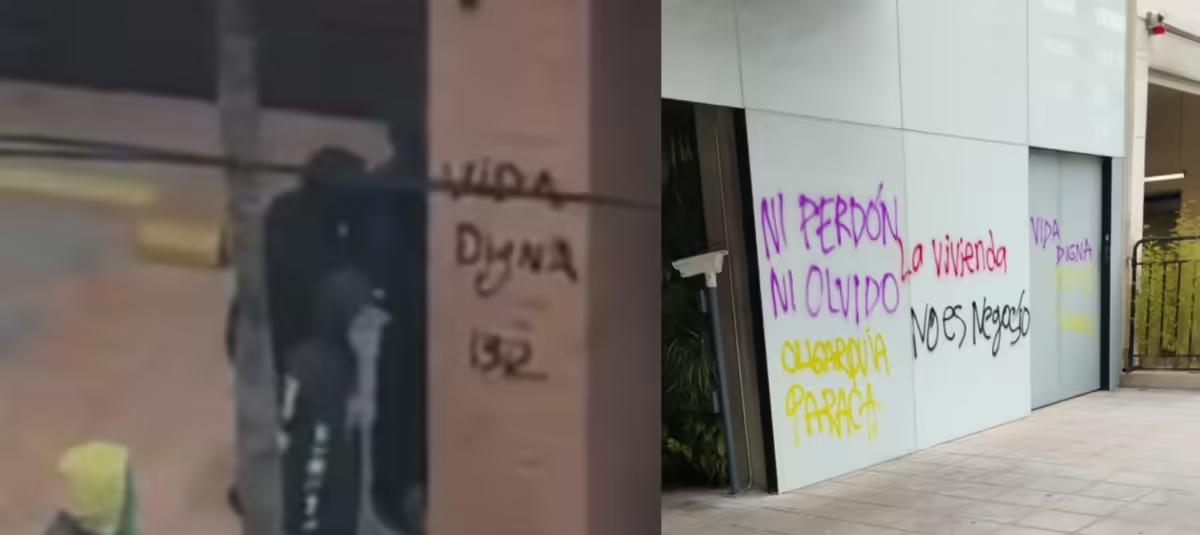 VIDA
DIgNA
132
NI PERDÓN
NI OLVIDO
OLIGARQUÍA
PARACA
La vivienda
NO es NegOciO
VIDA
DIGNA